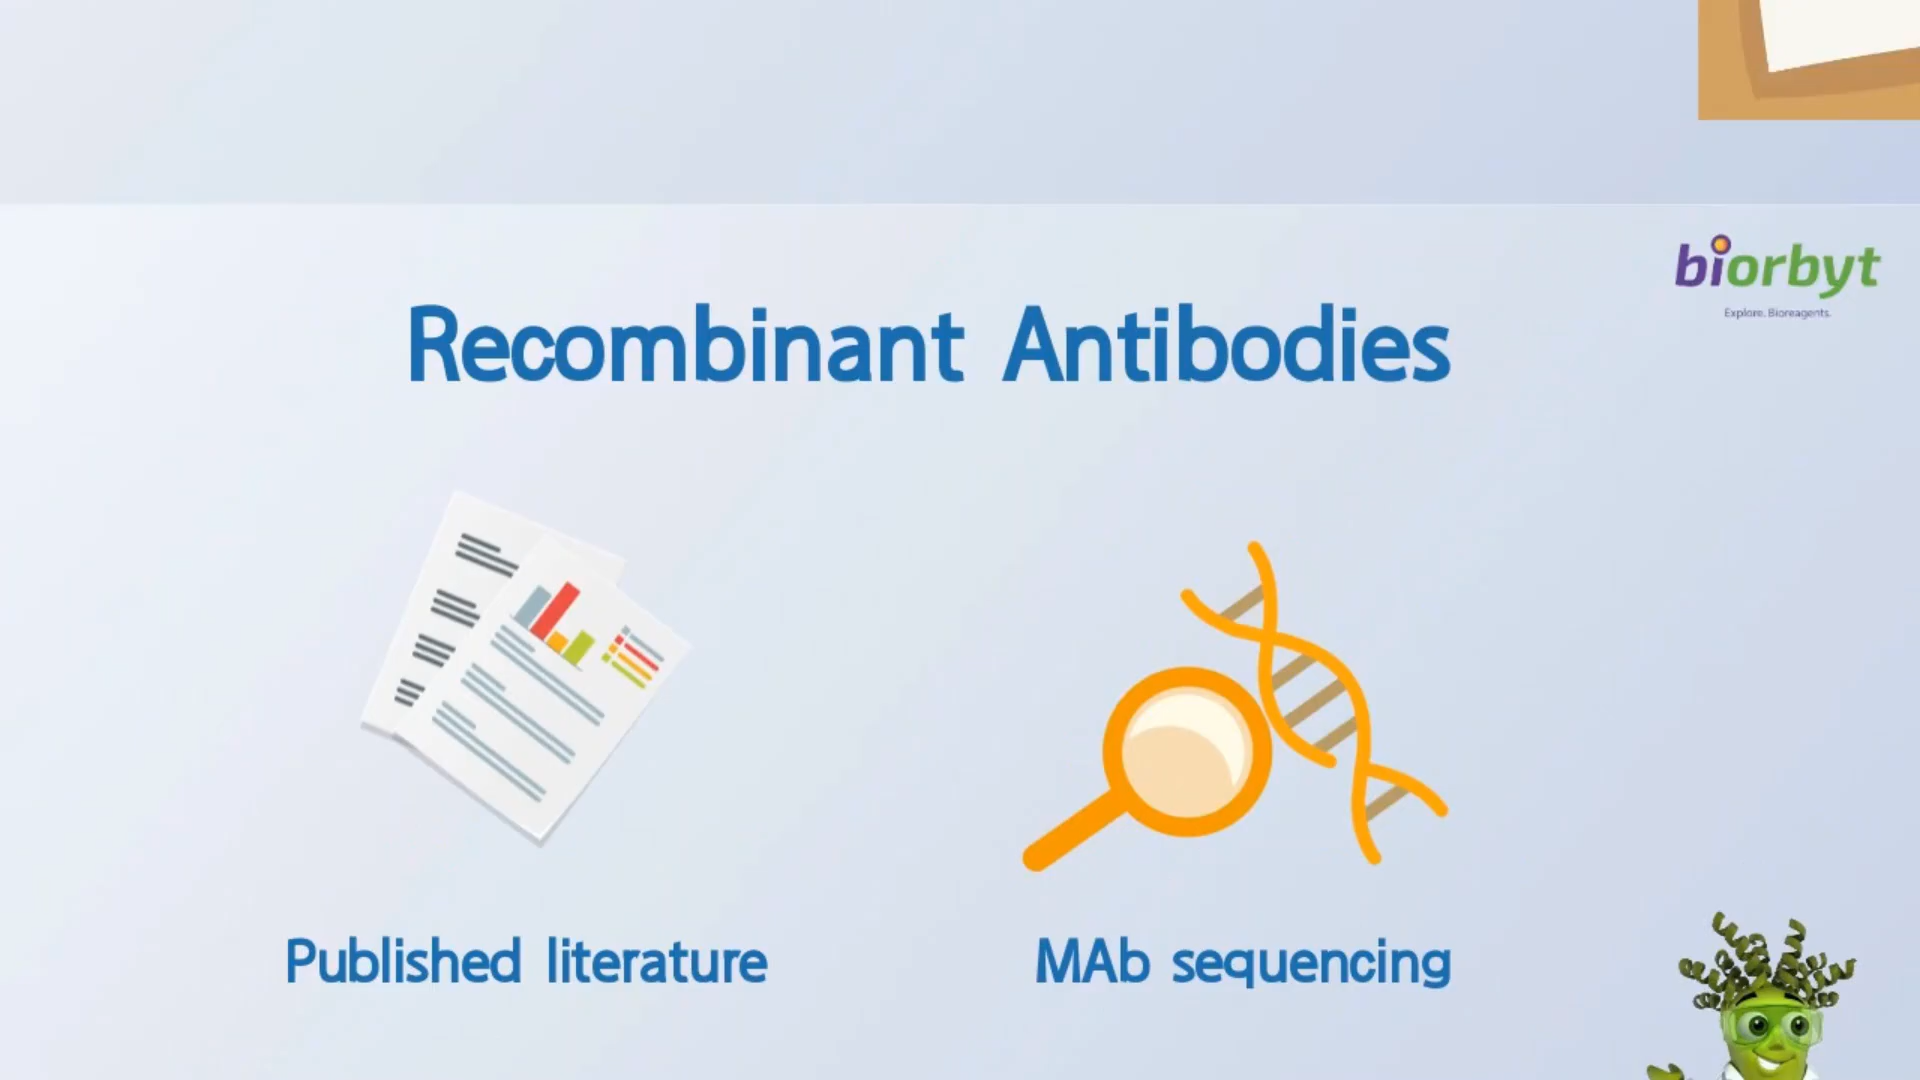 biorbyt
Explore. Bioreagents.
Recombinant Antibodies
Published literature
MAb sequencing